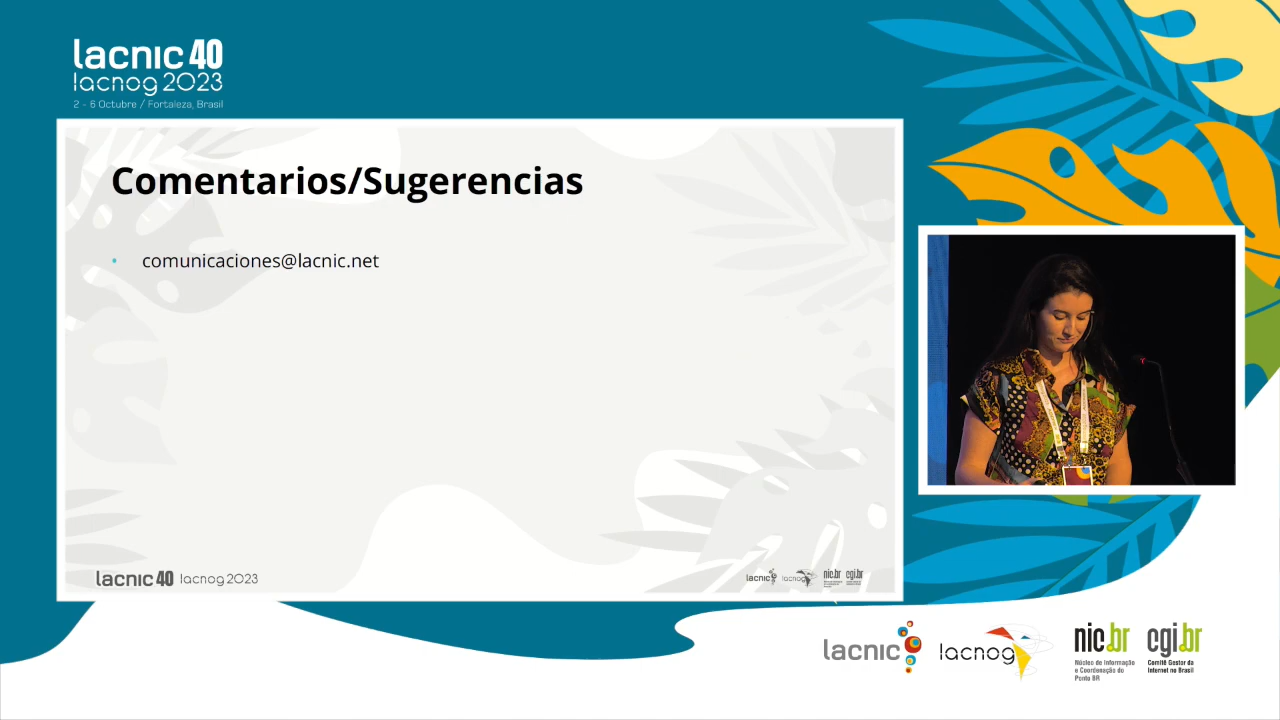 lacnic 40
lacnog 2023
2 - 6 Octubre / Fortaleza, Brasil
Comentarios/Sugerencias
• comunicaciones@lacnic.net
lacnic 40 lacnog 2023
lacnic lacnog nic.br cgi.br
lacnic
lacnog
nic.br
Núcleo de Informação
e Coordenação do
Ponto BR
cgi.br
Comitê Gestor da
Internet no Brasil